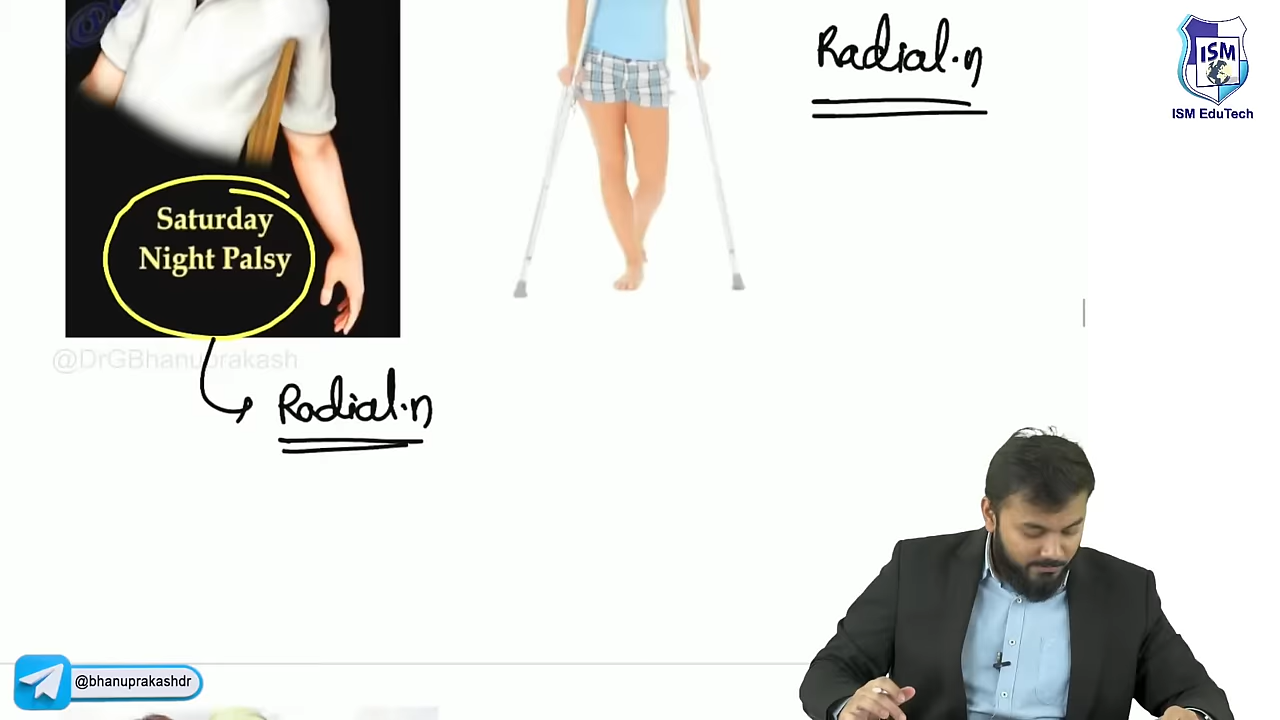 Radial.n
ISM
ISM EduTech
Saturday
Night Palsy
@DrGBhanuprakash
Radial.n
@bhanuprakashdr